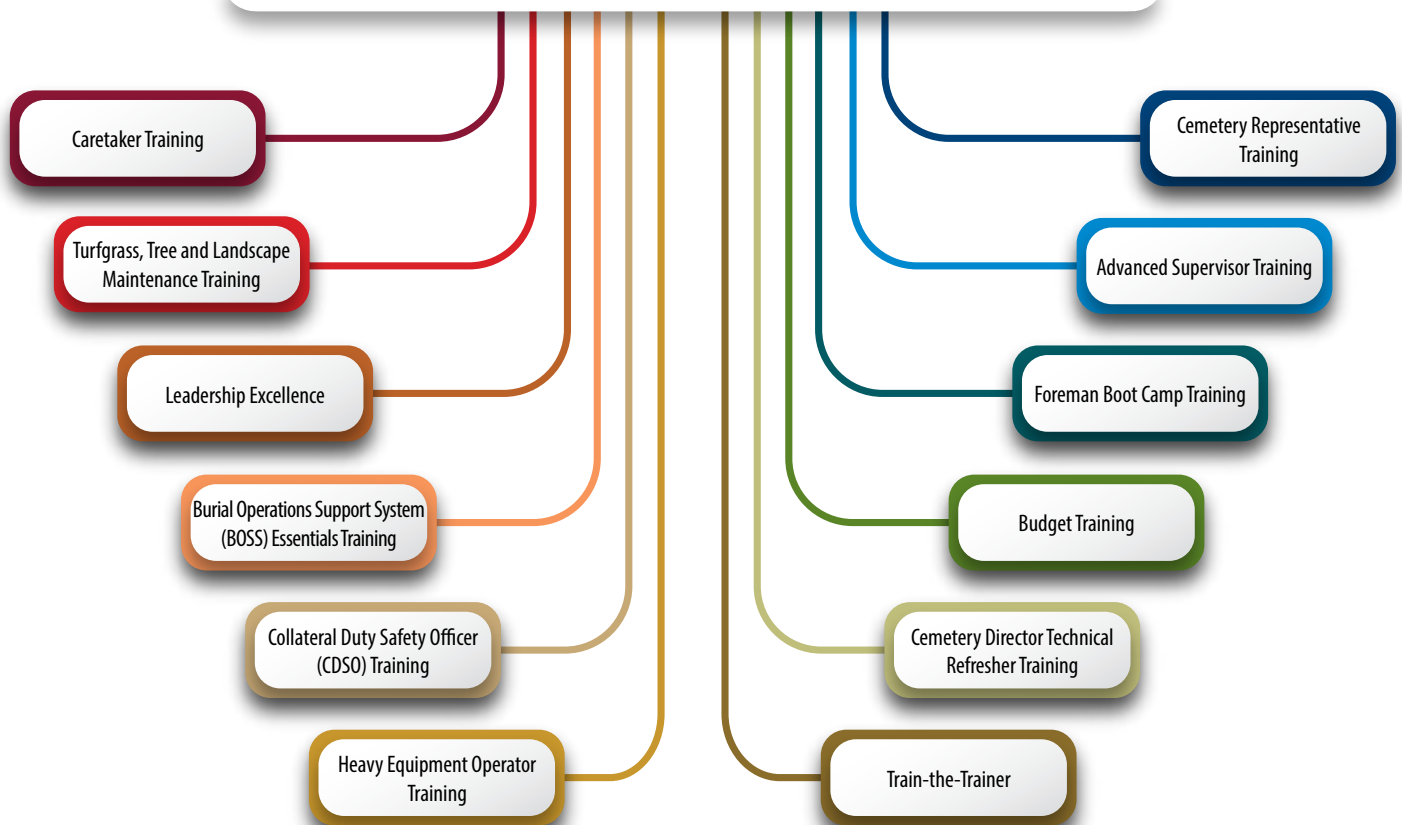 Caretaker Training
Turfgrass, Tree and Landscape
Maintenance Training
Leadership Excellence
Burial Operations Support System
(BOSS) Essentials Training
Collateral Duty Safety Officer
(CDSO) Training
Heavy Equipment Operator
Training
Cemetery Representative
Training
Advanced Supervisor Training
Foreman Boot Camp Training
Budget Training
Cemetery Director Technical
Refresher Training
Train-the-Trainer